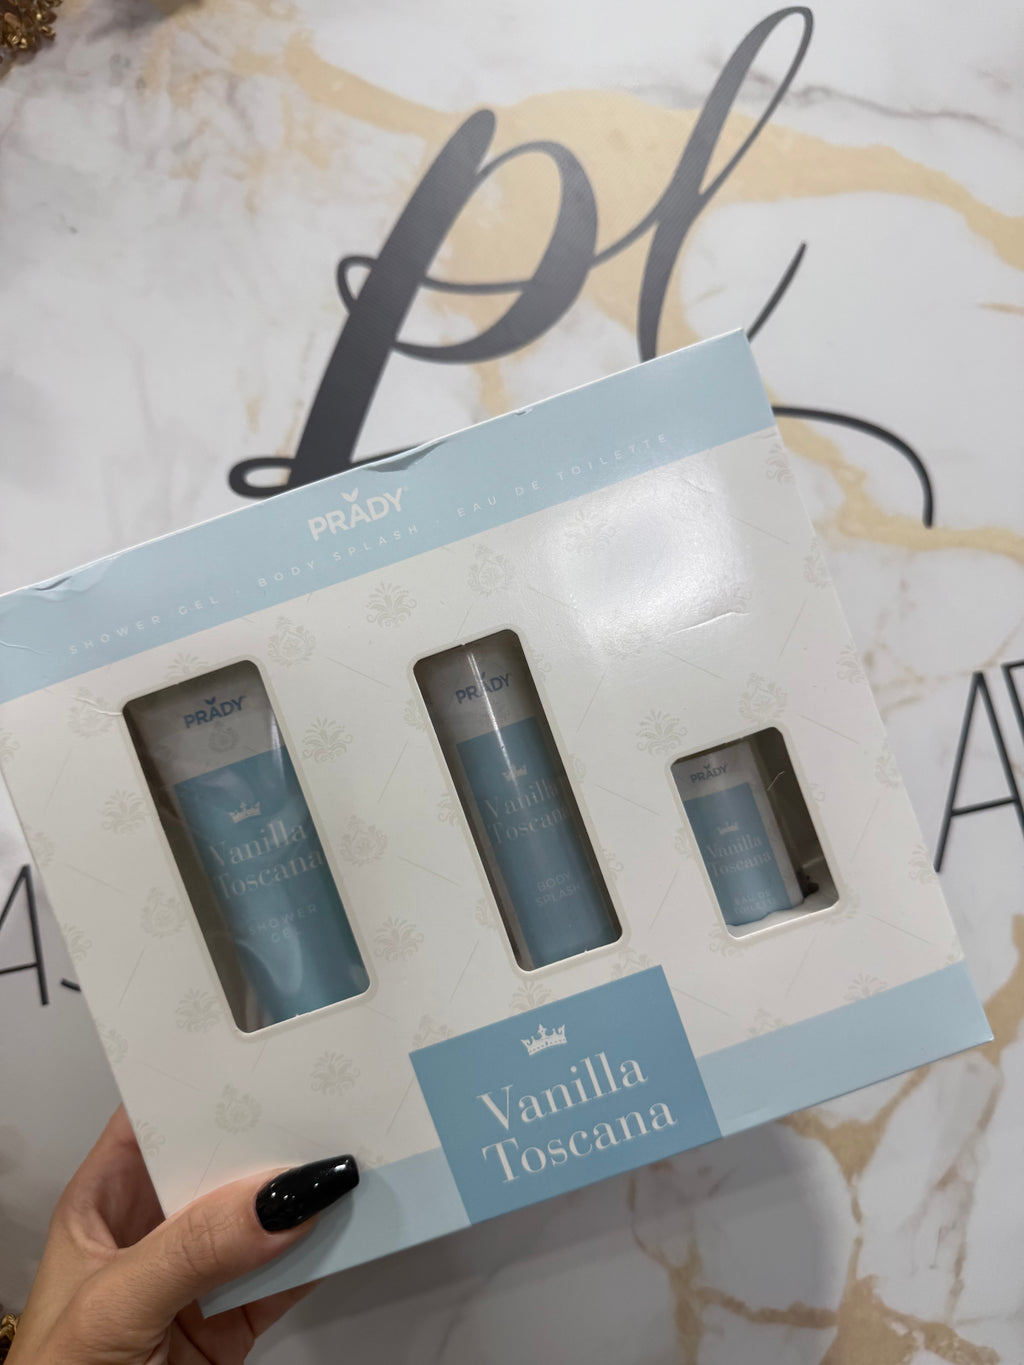 pl
PRADY
SHOWER GEL · BODY SPLASH · EAU DE TOILETTE
PRADY
Vanilla
Toscana
SHOWER
GEL
PRADY
Vanilla
Toscana
BODY
SPLASH
PRADY
Vanilla
Toscana
EAU DE
TOILETTE
Vanilla
Toscana